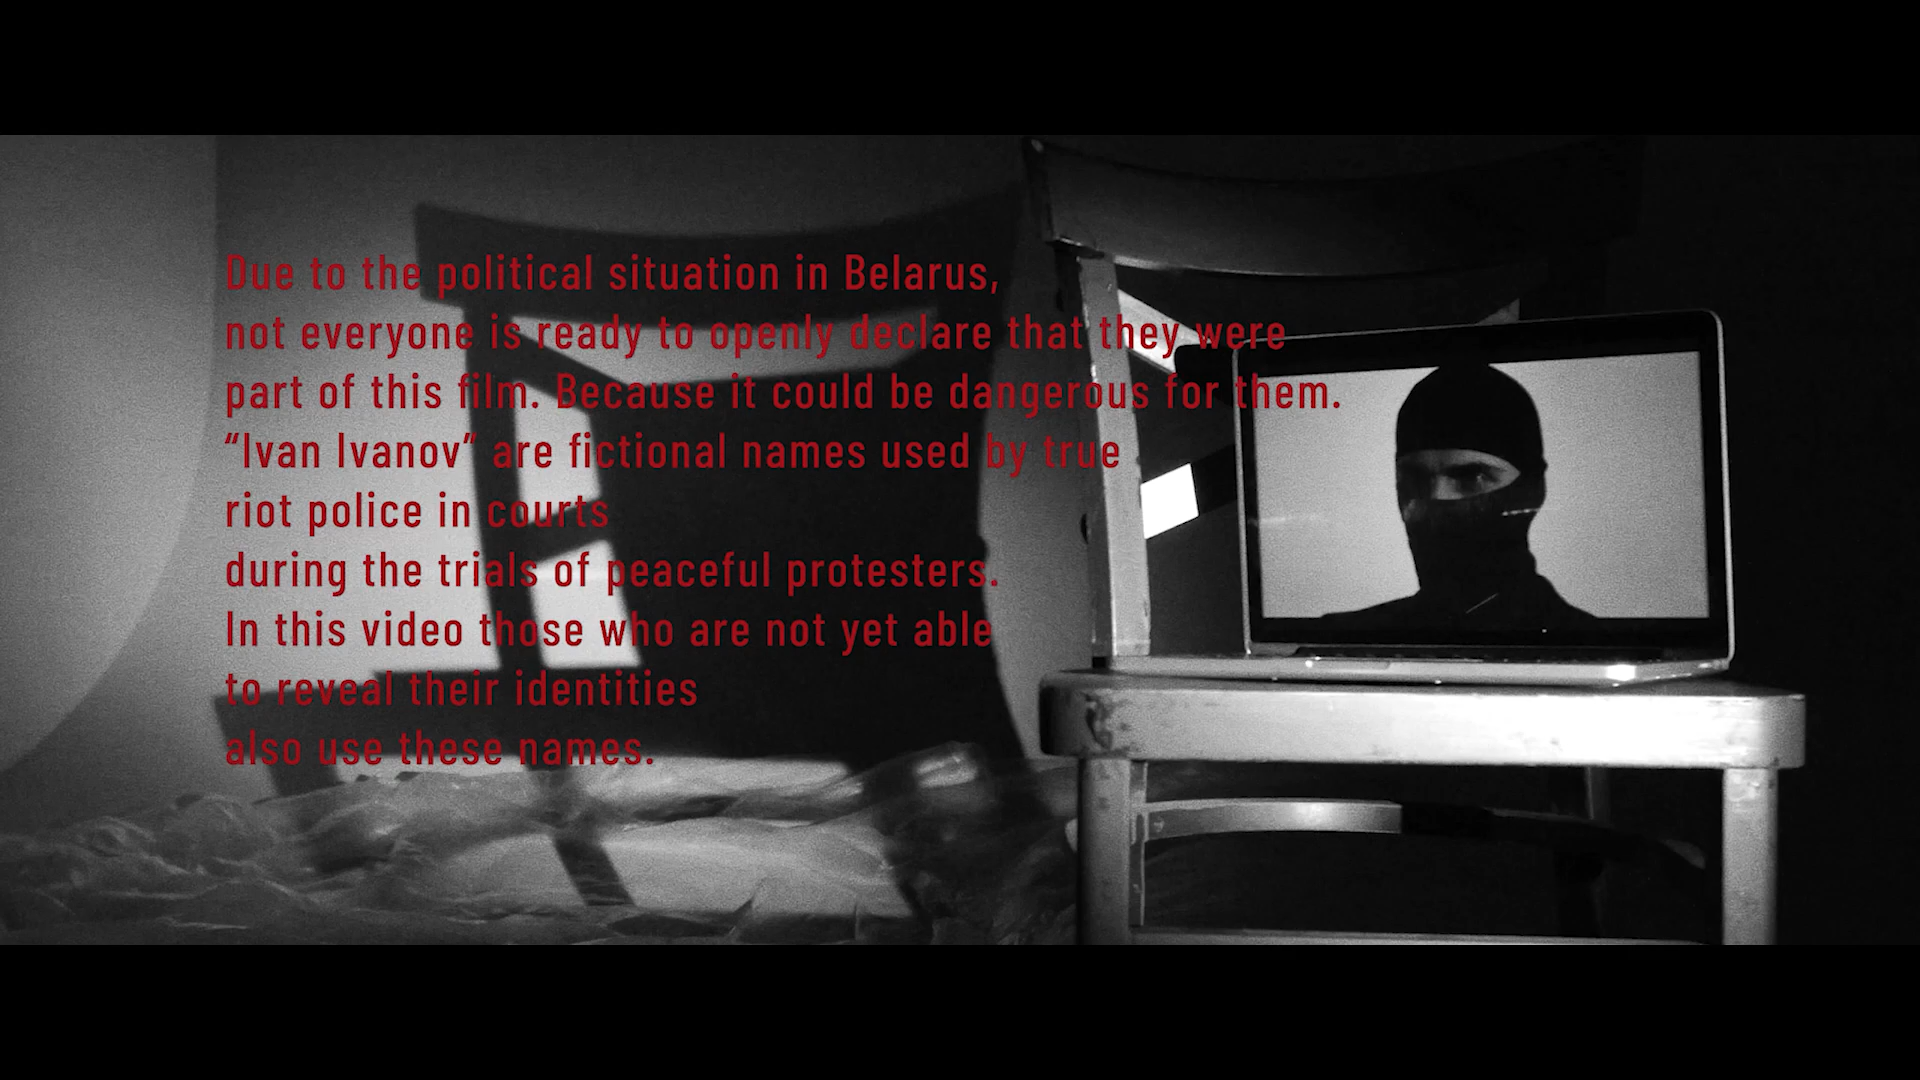 Due to the political situation in Belarus,
not everyone is ready to openly declare that they were
part of this film. Because it could be dangerous for them.
“Ivan Ivanov” are fictional names used by true
riot police in courts
during the trials of peaceful protesters.
In this video those who are not yet able
to reveal their identities
also use these names.